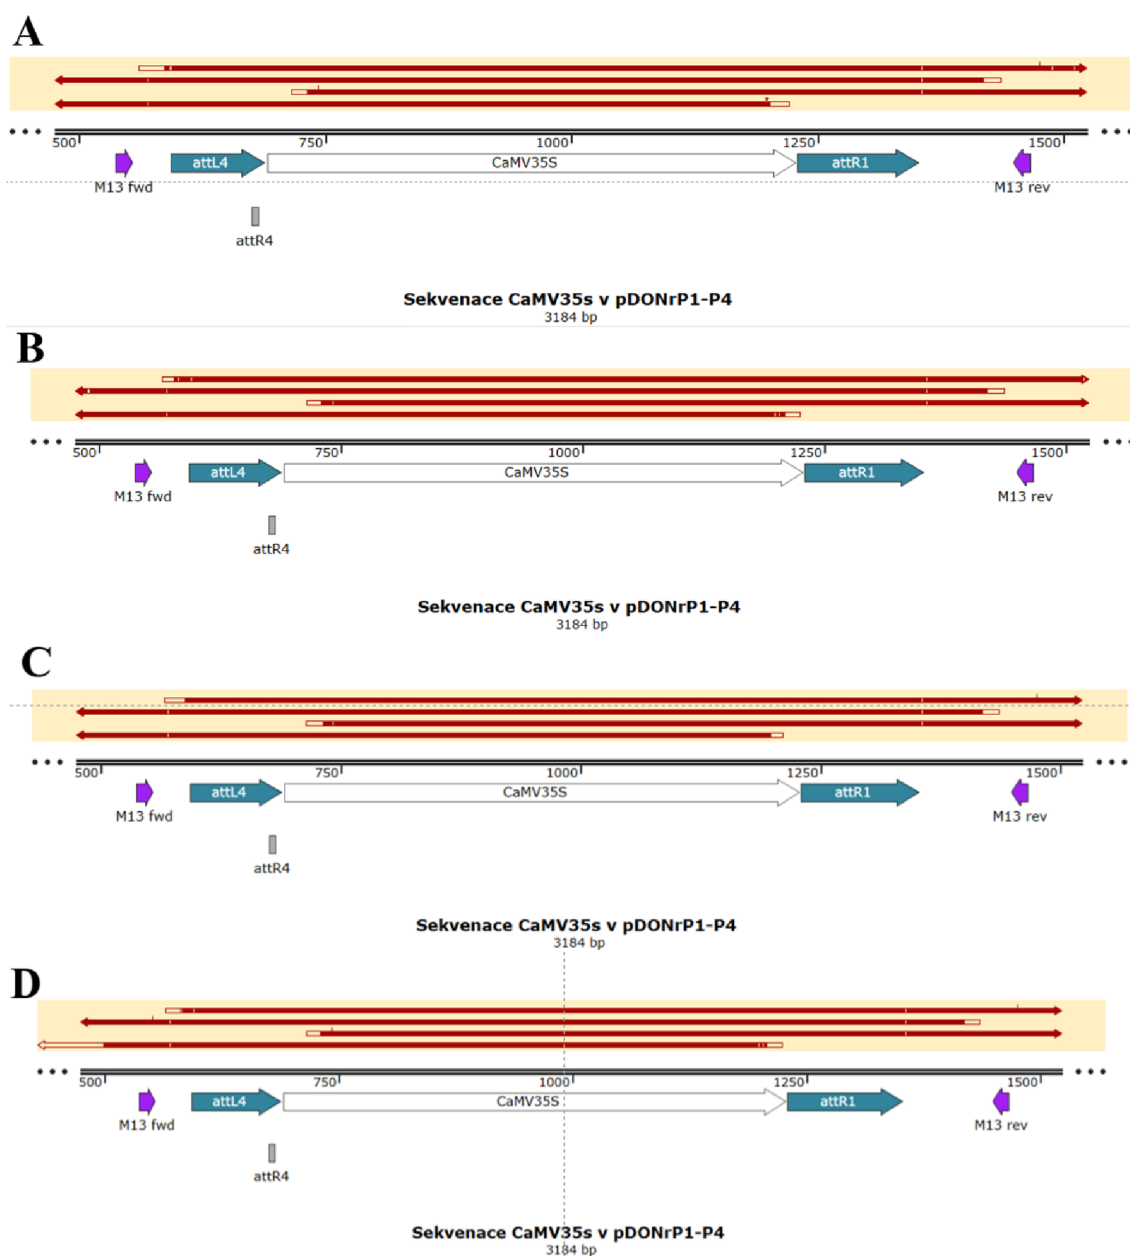 A
500 750 1000 1250 1500
attL4 CaMV35S attR1
M13 fwd M13 rev
attR4
Sekvenace CaMV35s v pDONrP1-P4
3184 bp
B
500 750 1000 1250 1500
attL4 CaMV35S attR1
M13 fwd M13 rev
attR4
Sekvenace CaMV35s v pDONrP1-P4
3184 bp
C
500 750 1000 1250 1500
attL4 CaMV35S attR1
M13 fwd M13 rev
attR4
Sekvenace CaMV35s v pDONrP1-P4
3184 bp
D
500 750 1000 1250 1500
attL4 CaMV35S attR1
M13 fwd M13 rev
attR4
Sekvenace CaMV35s v pDONrP1-P4
3184 bp